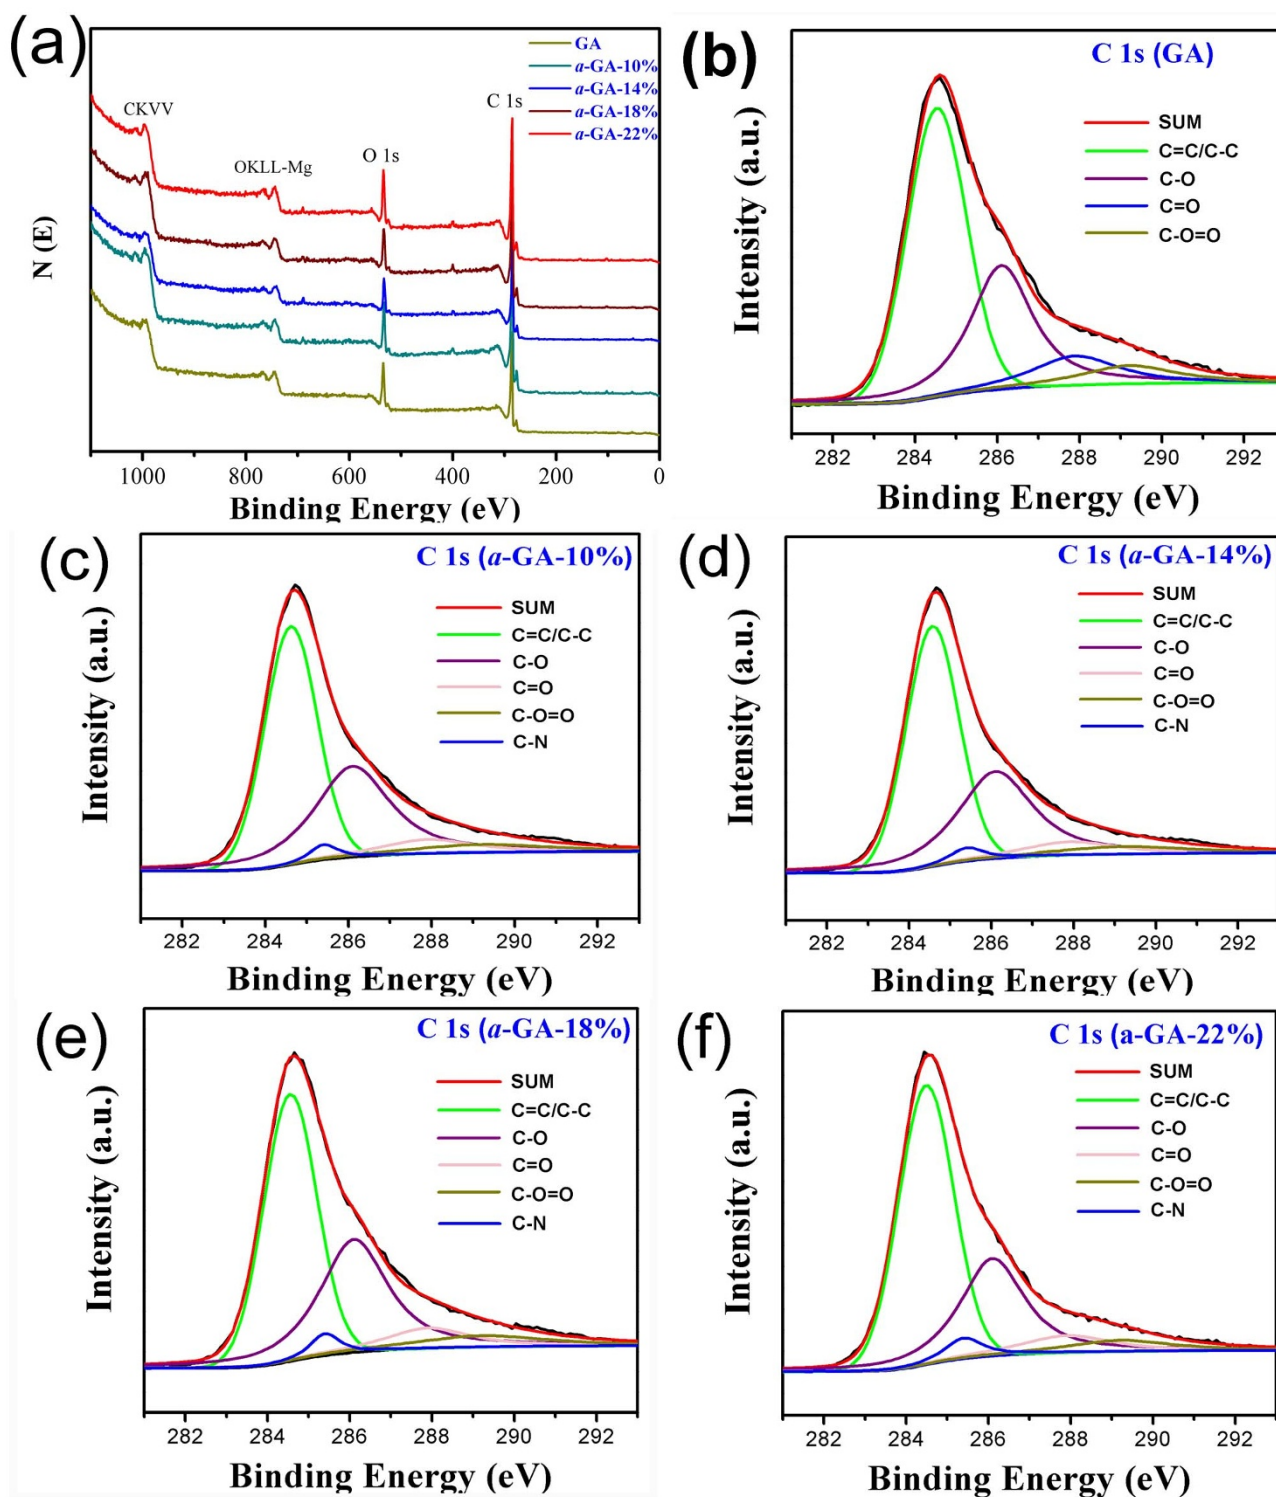 (a)
GA
a-GA-10%
a-GA-14%
a-GA-18%
a-GA-22%
CKVV
OKLL-Mg
O 1s
C 1s
N (E)
1000 800 600 400 200 0
Binding Energy (eV)
(b)
C 1s (GA)
SUM
C=C/C-C
C-O
C=O
C-O=O
Intensity (a.u.)
282 284 286 288 290 292
Binding Energy (eV)
(c)
C 1s (a-GA-10%)
SUM
C=C/C-C
C-O
C=O
C-O=O
C-N
Intensity (a.u.)
282 284 286 288 290 292
Binding Energy (eV)
(d)
C 1s (a-GA-14%)
SUM
C=C/C-C
C-O
C=O
C-O=O
C-N
Intensity (a.u.)
282 284 286 288 290 292
Binding Energy (eV)
(e)
C 1s (a-GA-18%)
SUM
C=C/C-C
C-O
C=O
C-O=O
C-N
Intensity (a.u.)
282 284 286 288 290 292
Binding Energy (eV)
(f)
C 1s (a-GA-22%)
SUM
C=C/C-C
C-O
C=O
C-O=O
C-N
Intensity (a.u.)
282 284 286 288 290 292
Binding Energy (eV)